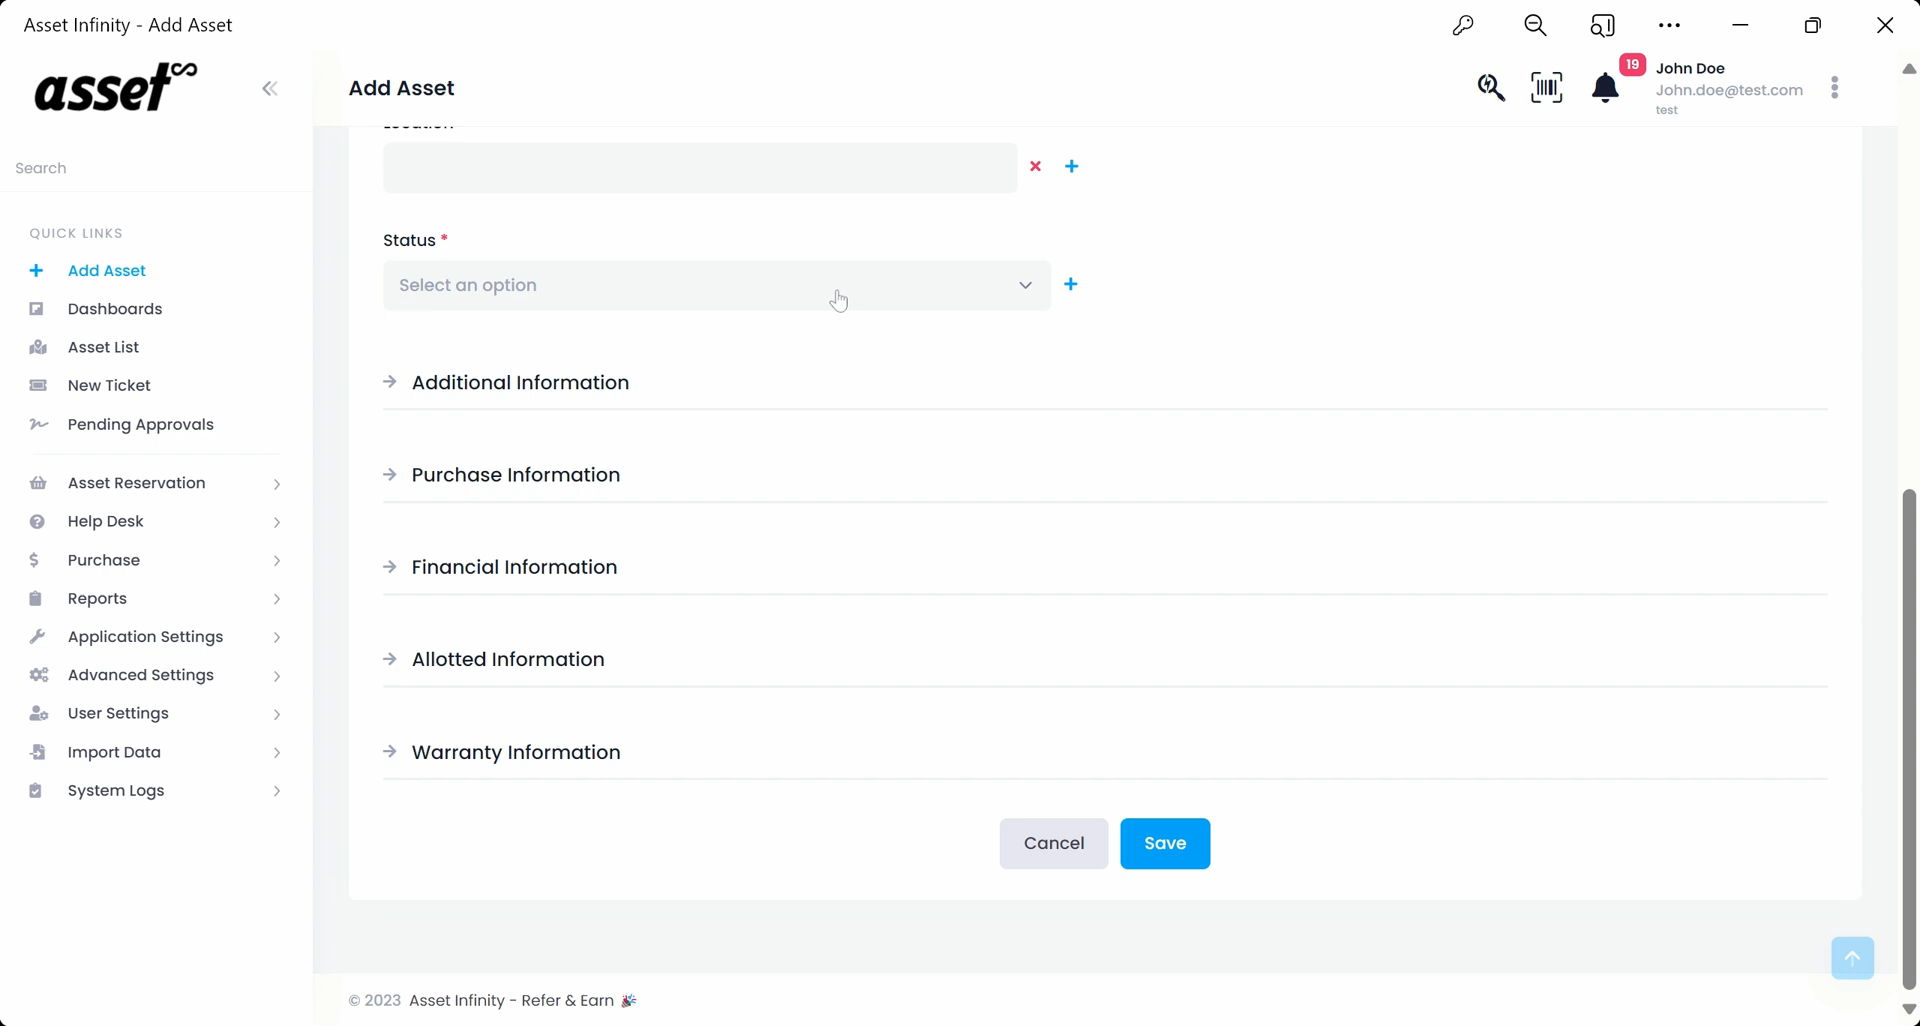 Asset Infinity - Add Asset
asset
Add Asset
19
John Doe
John.doe@test.com
test
Search
Location
QUICK LINKS
Add Asset
Dashboards
Asset List
New Ticket
Pending Approvals
Asset Reservation
Help Desk
Purchase
Reports
Application Settings
Advanced Settings
User Settings
Import Data
System Logs
Status *
Select an option
Additional Information
Purchase Information
Financial Information
Allotted Information
Warranty Information
Cancel
Save
© 2023 Asset Infinity - Refer & Earn